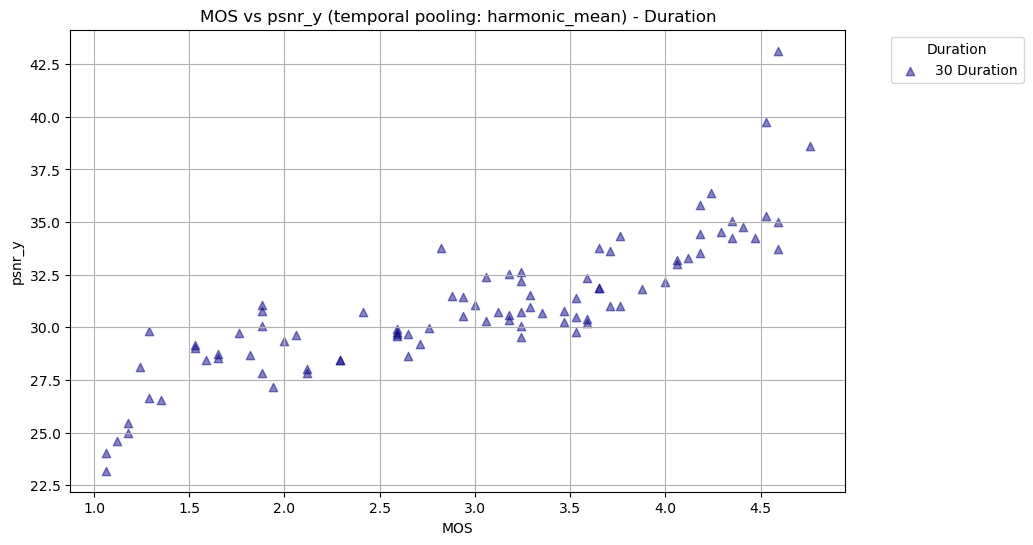 MOS vs psnr_y (temporal pooling: harmonic_mean) - Duration
Duration
30 Duration
psnr_y
42.5
40.0
37.5
35.0
32.5
30.0
27.5
25.0
22.5
1.0 1.5 2.0 2.5 3.0 3.5 4.0 4.5
MOS